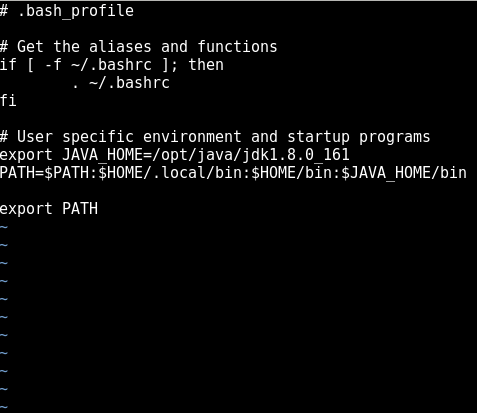 # .bash_profile
# Get the aliases and functions
if [ -f ~/.bashrc ]; then
        . ~/.bashrc
fi
# User specific environment and startup programs
export JAVA_HOME=/opt/java/jdk1.8.0_161
PATH=$PATH:$HOME/.local/bin:$HOME/bin:$JAVA_HOME/bin
export PATH
~
~
~
~
~
~
~
~
~
~
~